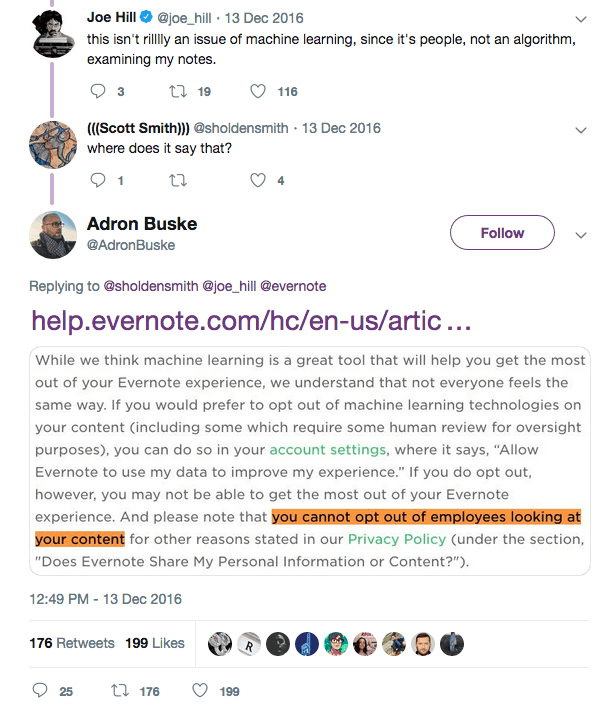 Joe Hill @joe_hill · 13 Dec 2016
this isn't rilllly an issue of machine learning, since it's people, not an algorithm,
examining my notes.
3 19 116
(((Scott Smith))) @sholdensmith · 13 Dec 2016
where does it say that?
1 4
Adron Buske
@AdronBuske
Follow
Replying to @sholdensmith @joe_hill @evernote
help.evernote.com/hc/en-us/artic ...
While we think machine learning is a great tool that will help you get the most
out of your Evernote experience, we understand that not everyone feels the
same way. If you would prefer to opt out of machine learning technologies on
your content (including some which require some human review for oversight
purposes), you can do so in your account settings, where it says, “Allow
Evernote to use my data to improve my experience.” If you do opt out,
however, you may not be able to get the most out of your Evernote
experience. And please note that you cannot opt out of employees looking at
your content for other reasons stated in our Privacy Policy (under the section,
"Does Evernote Share My Personal Information or Content?").
12:49 PM - 13 Dec 2016
176 Retweets 199 Likes
R
25 176 199